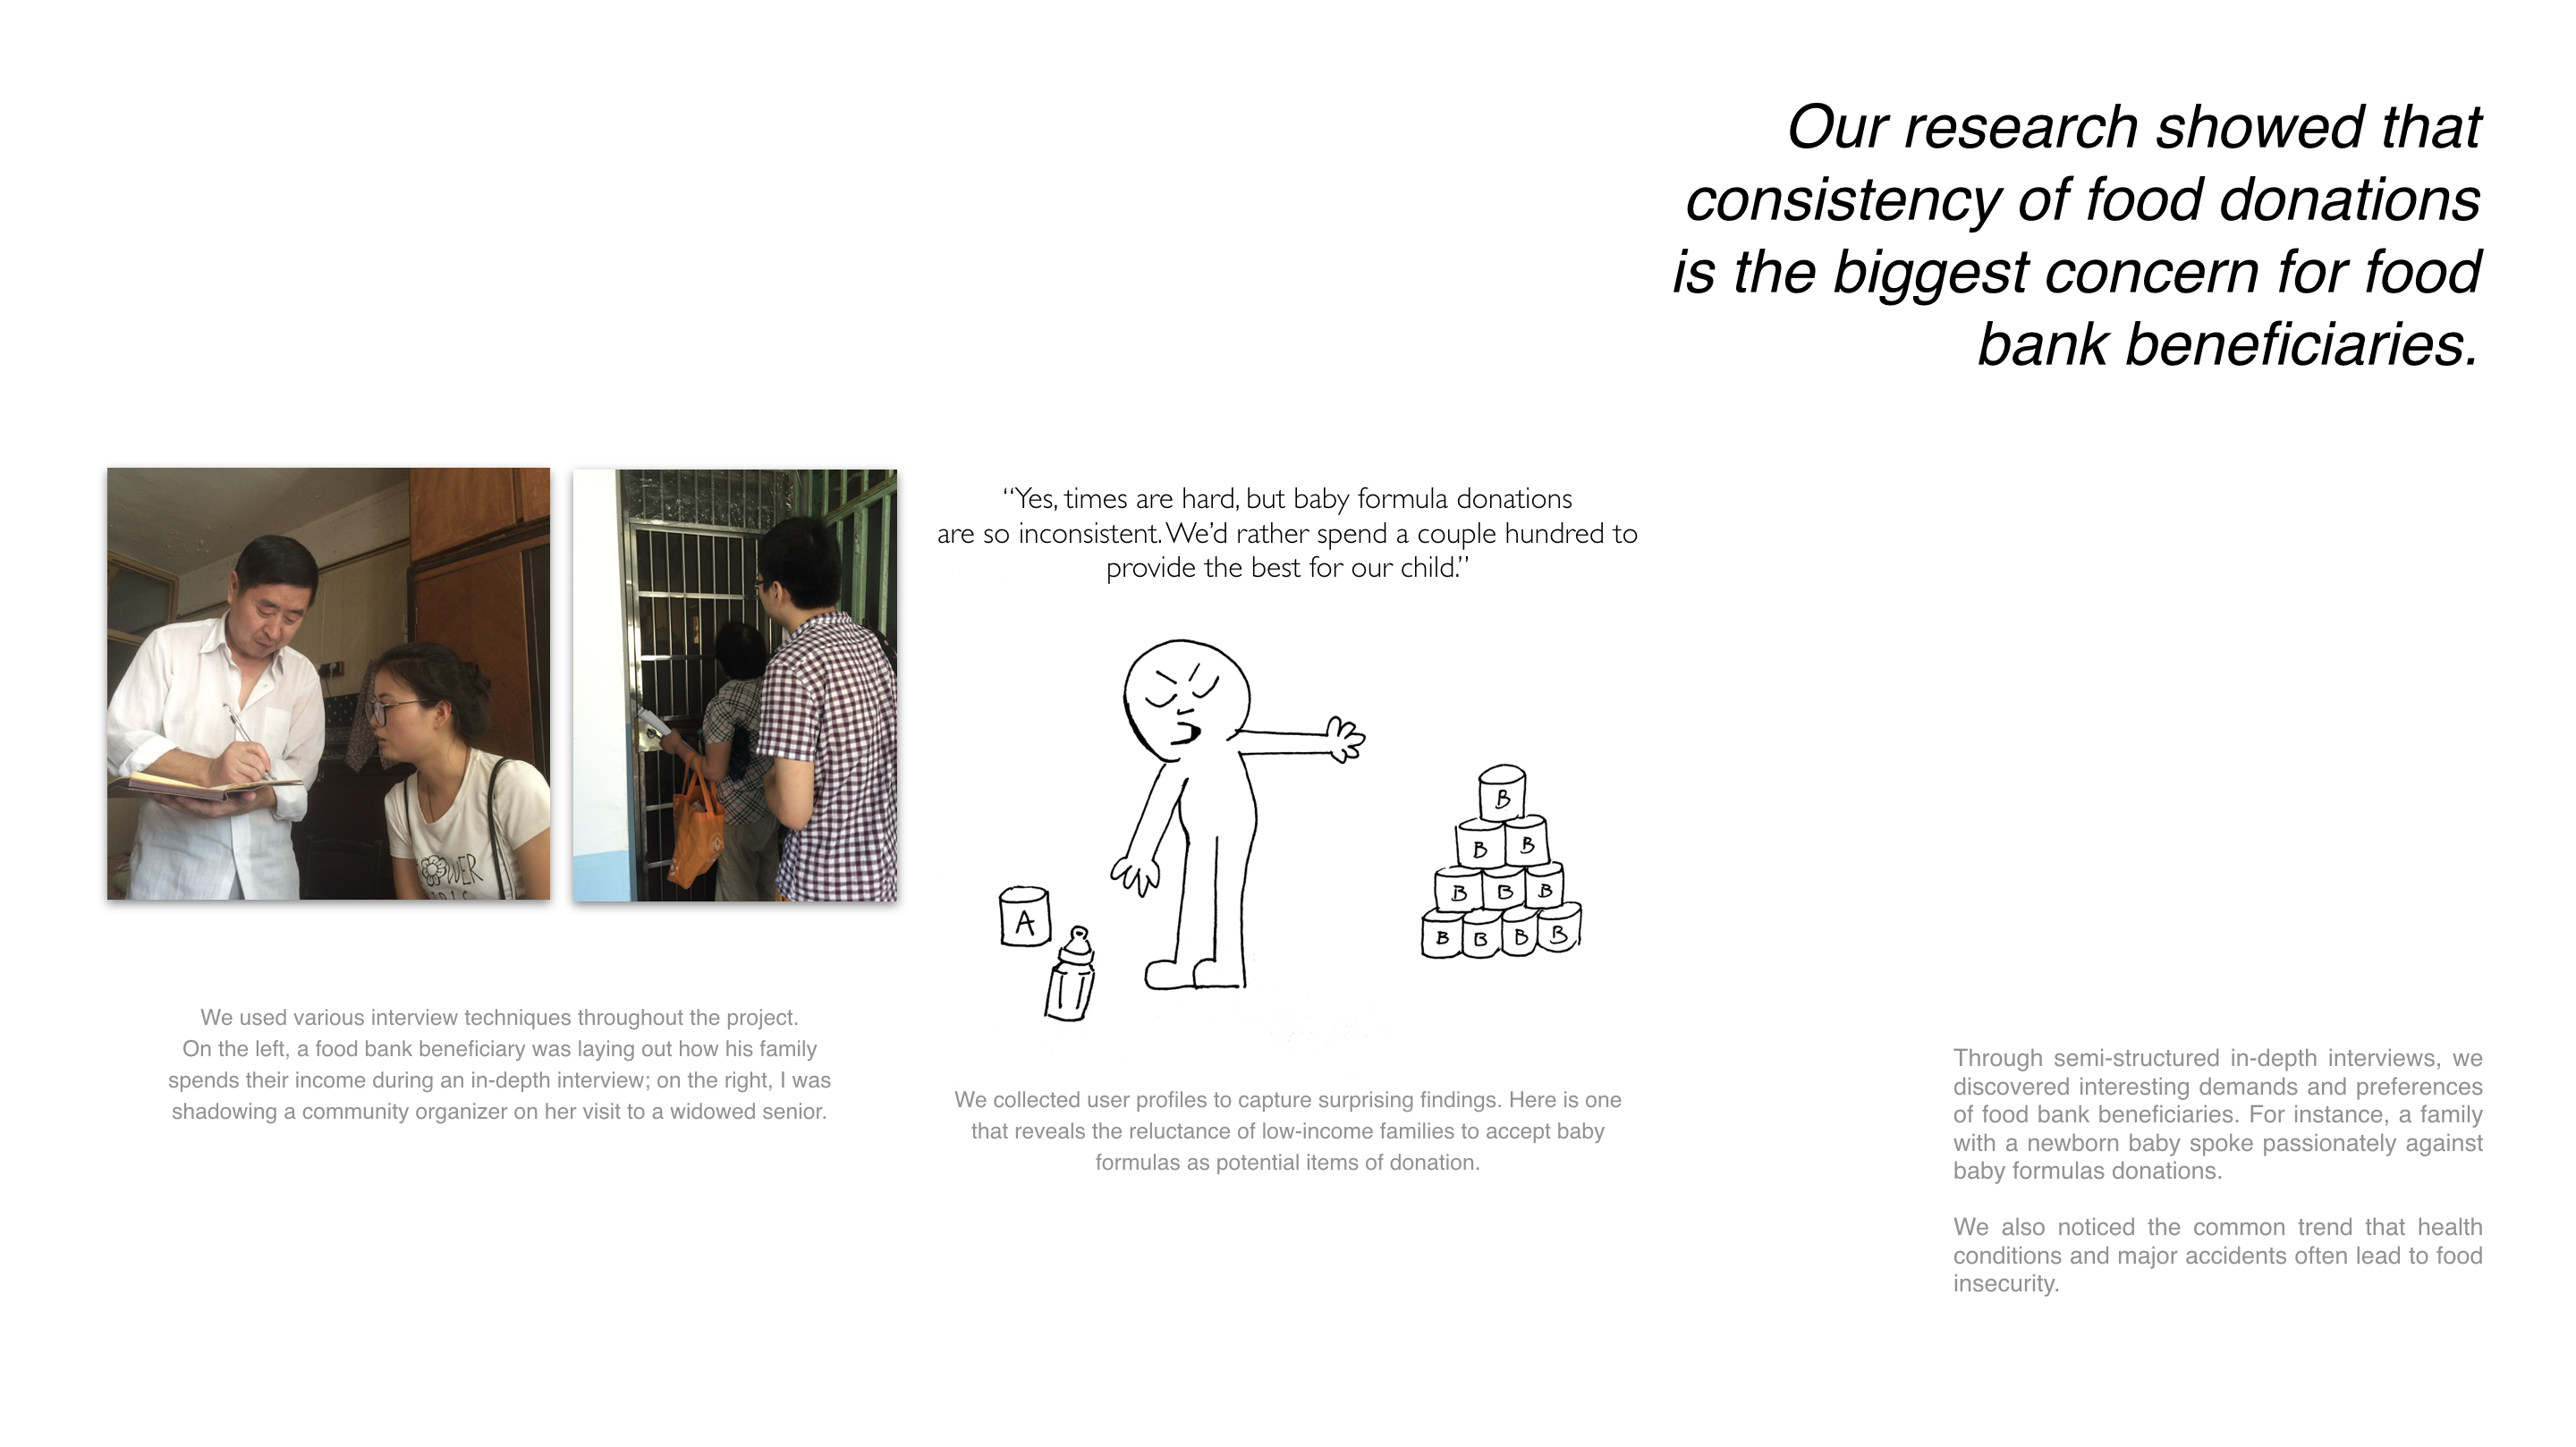 Our research showed that
consistency of food donations
is the biggest concern for food
bank beneficiaries.
“Yes, times are hard, but baby formula donations
are so inconsistent. We’d rather spend a couple hundred to
provide the best for our child.”
B
B B
B B B
B B B B
A
WER
We used various interview techniques throughout the project.
On the left, a food bank beneficiary was laying out how his family
spends their income during an in-depth interview; on the right, I was
shadowing a community organizer on her visit to a widowed senior.
We collected user profiles to capture surprising findings. Here is one
that reveals the reluctance of low-income families to accept baby
formulas as potential items of donation.
Through semi-structured in-depth interviews, we
discovered interesting demands and preferences
of food bank beneficiaries. For instance, a family
with a newborn baby spoke passionately against
baby formulas donations.
We also noticed the common trend that health
conditions and major accidents often lead to food
insecurity.